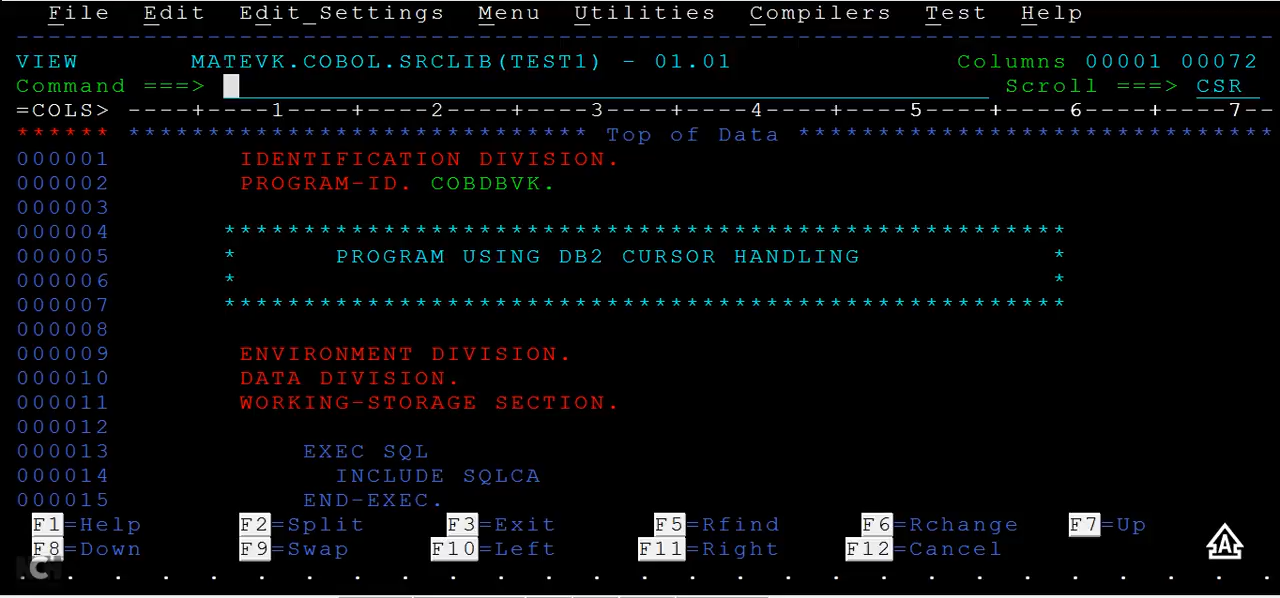 File Edit Edit_Settings Menu Utilities Compilers Test Help
VIEW MATEVK.COBOL.SRCLIB(TEST1) - 01.01 Columns 00001 00072
Command ===> Scroll ===> CSR
=COLS> ----+----1----+----2----+----3----+----4----+----5----+----6----+----7--
****** ***************************** Top of Data ******************************
000001 IDENTIFICATION DIVISION.
000002 PROGRAM-ID. COBDBVK.
000003
000004 *****************************************************
000005 * PROGRAM USING DB2 CURSOR HANDLING *
000006 * *
000007 *****************************************************
000008
000009 ENVIRONMENT DIVISION.
000010 DATA DIVISION.
000011 WORKING-STORAGE SECTION.
000012
000013 EXEC SQL
000014 INCLUDE SQLCA
000015 END-EXEC.
F1=Help F2=Split F3=Exit F5=Rfind F6=Rchange F7=Up
F8=Down F9=Swap F10=Left F11=Right F12=Cancel
A